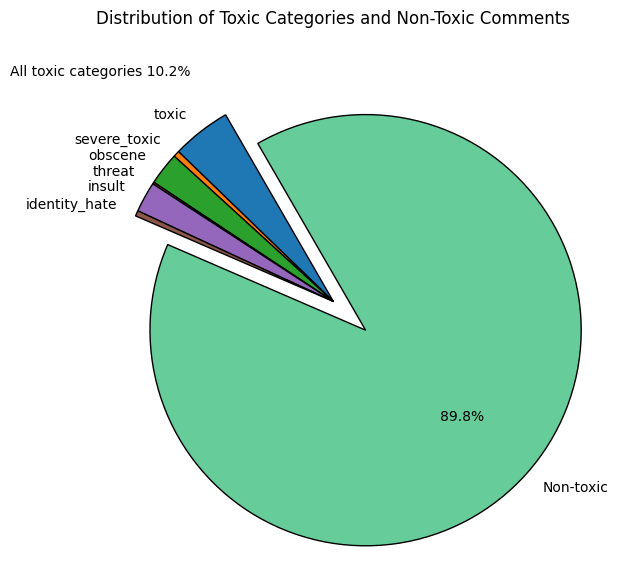 Distribution of Toxic Categories and Non-Toxic Comments
All toxic categories 10.2%
toxic
severe_toxic
obscene
threat
insult
identity_hate
89.8%
Non-toxic